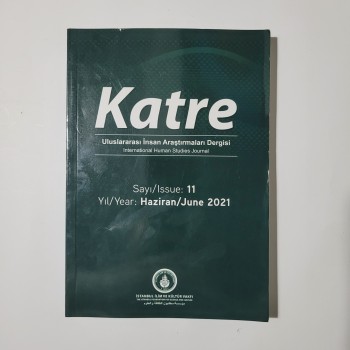 Katre
Uluslararası İnsan Araştırmaları Dergisi
International Human Studies Journal
Sayı/Issue: 11
Yıl/Year: Haziran/June 2021
İSTANBUL İLİM VE KÜLTÜR VAKFI